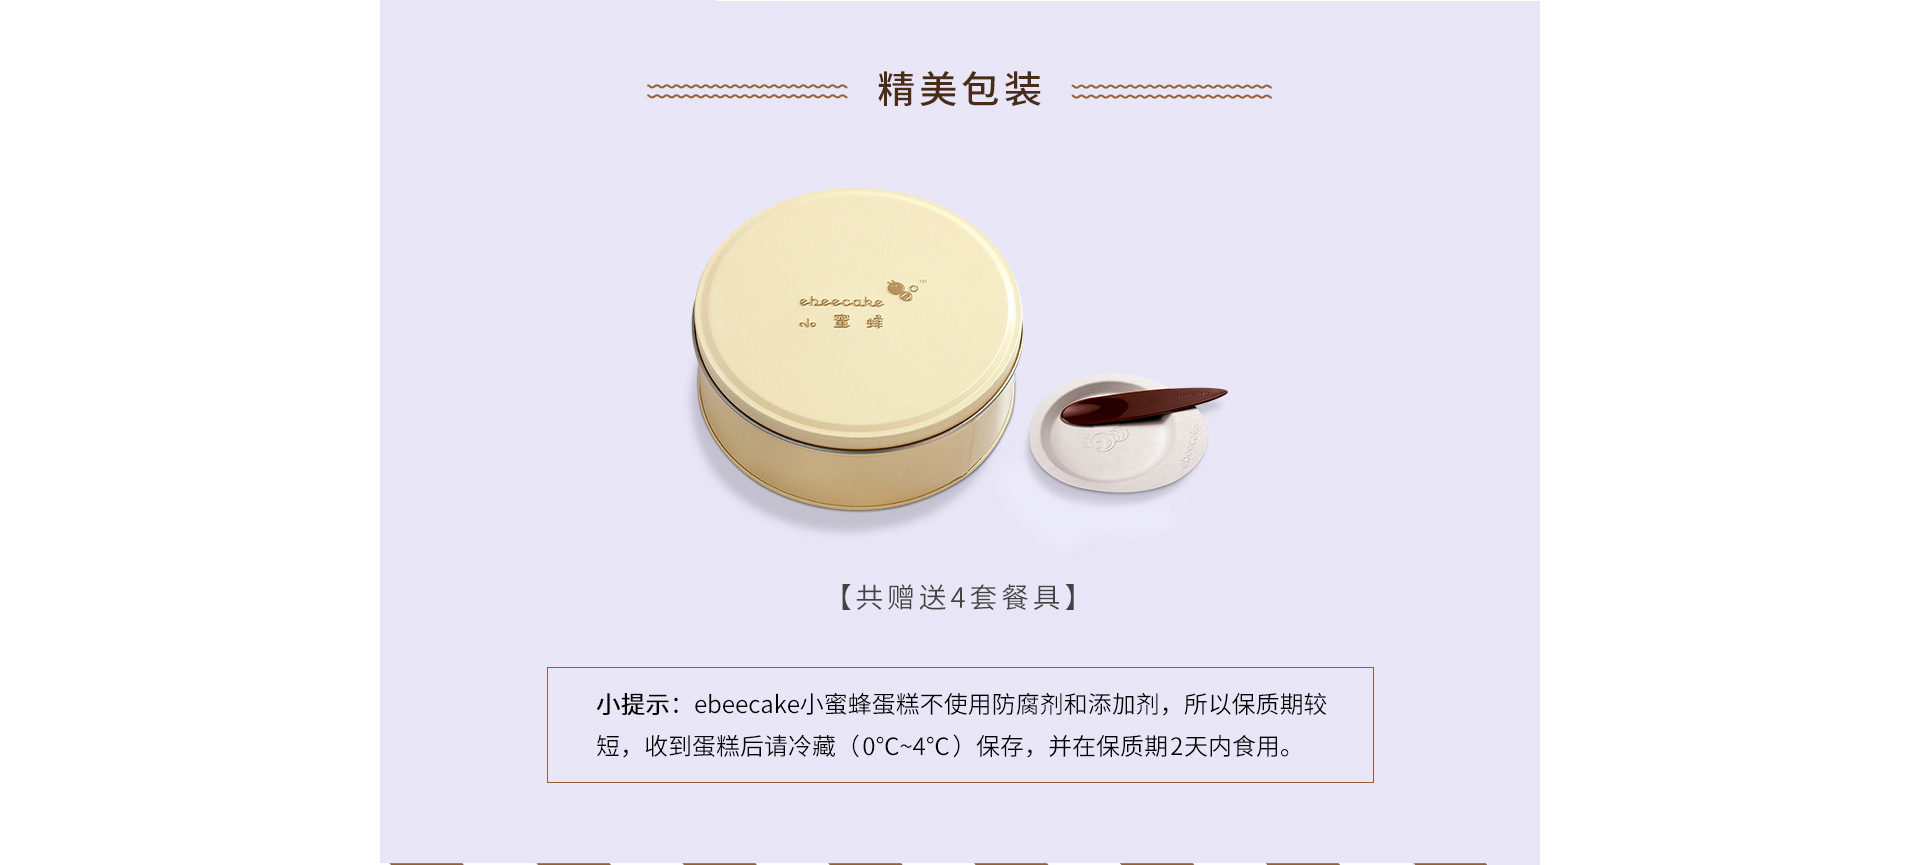 精美包装
ebeecake
小蜜蜂
ebeecake
【共赠送4套餐具】
小提示：ebeecake小蜜蜂蛋糕不使用防腐剂和添加剂，所以保质期较
短，收到蛋糕后请冷藏（0℃~4℃）保存，并在保质期2天内食用。